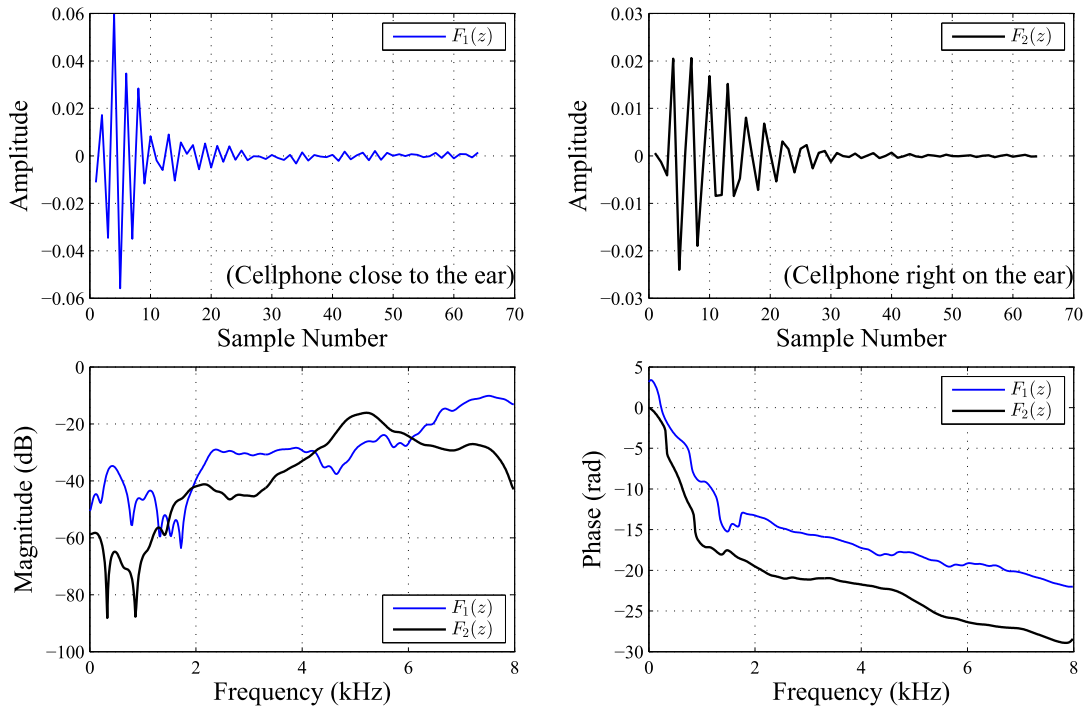 0.06
0.04
0.02
0
−0.02
−0.04
−0.06
Amplitude
F₁(z)
(Cellphone close to the ear)
0 10 20 30 40 50 60 70
Sample Number
0.03
0.02
0.01
0
−0.01
−0.02
−0.03
Amplitude
F₂(z)
(Cellphone right on the ear)
0 10 20 30 40 50 60 70
Sample Number
0
−20
−40
−60
−80
−100
Magnitude (dB)
F₁(z)
F₂(z)
0 2 4 6 8
Frequency (kHz)
5
0
−5
−10
−15
−20
−25
−30
Phase (rad)
F₁(z)
F₂(z)
0 2 4 6 8
Frequency (kHz)